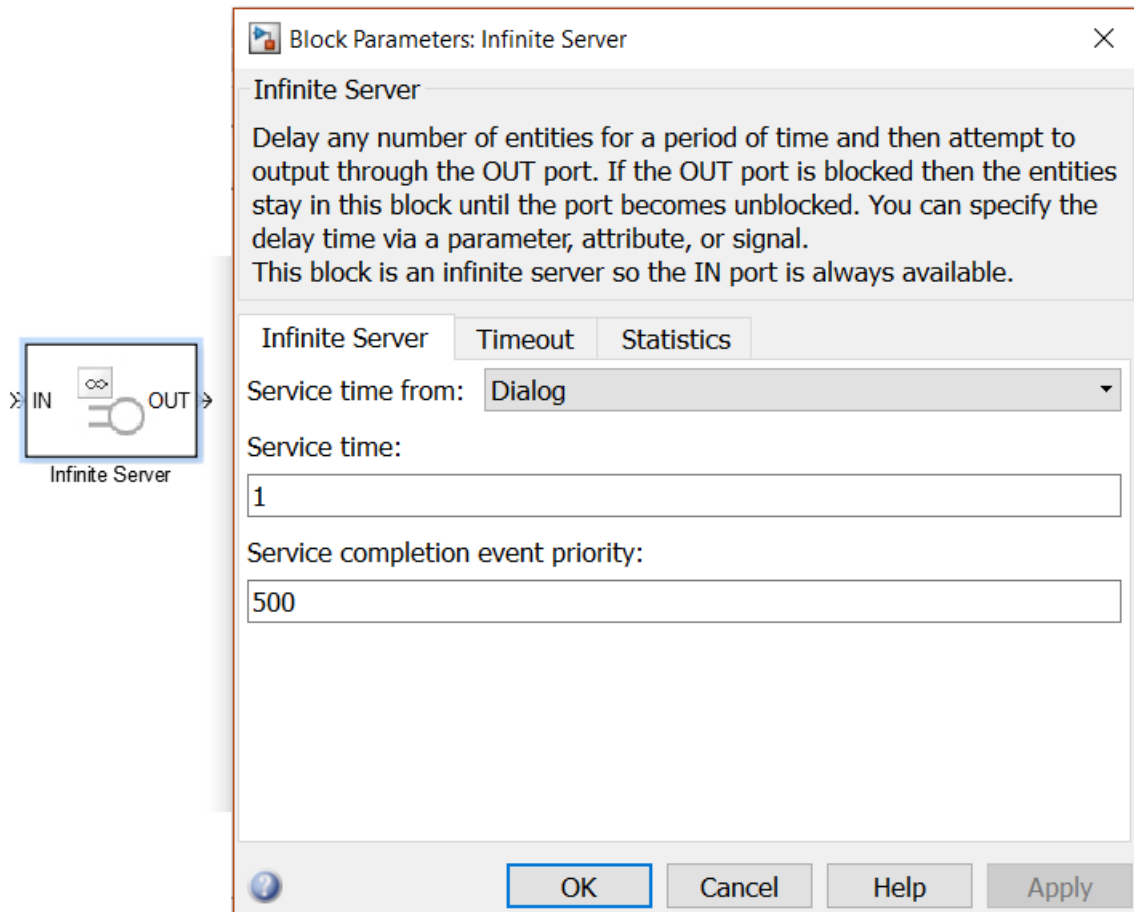 Block Parameters: Infinite Server
Infinite Server
Delay any number of entities for a period of time and then attempt to
output through the OUT port. If the OUT port is blocked then the entities
stay in this block until the port becomes unblocked. You can specify the
delay time via a parameter, attribute, or signal.
This block is an infinite server so the IN port is always available.
Infinite Server Timeout Statistics
Service time from: Dialog
Service time:
1
Service completion event priority:
500
OK Cancel Help Apply
IN ∞ OUT
Infinite Server